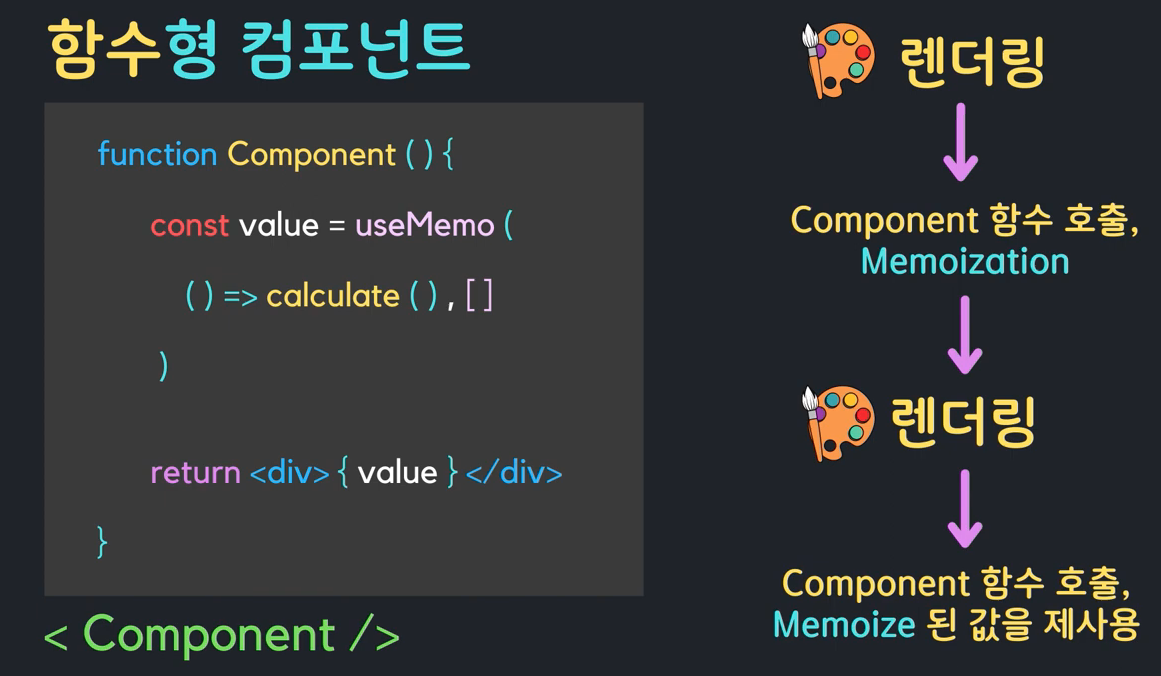 함수형 컴포넌트
function Component ( ) {
const value = useMemo (
( ) => calculate ( ) , [ ]
)
return <div> { value } </div>
}
< Component />
렌더링
Component 함수 호출,
Memoization
렌더링
Component 함수 호출,
Memoize 된 값을 제사용